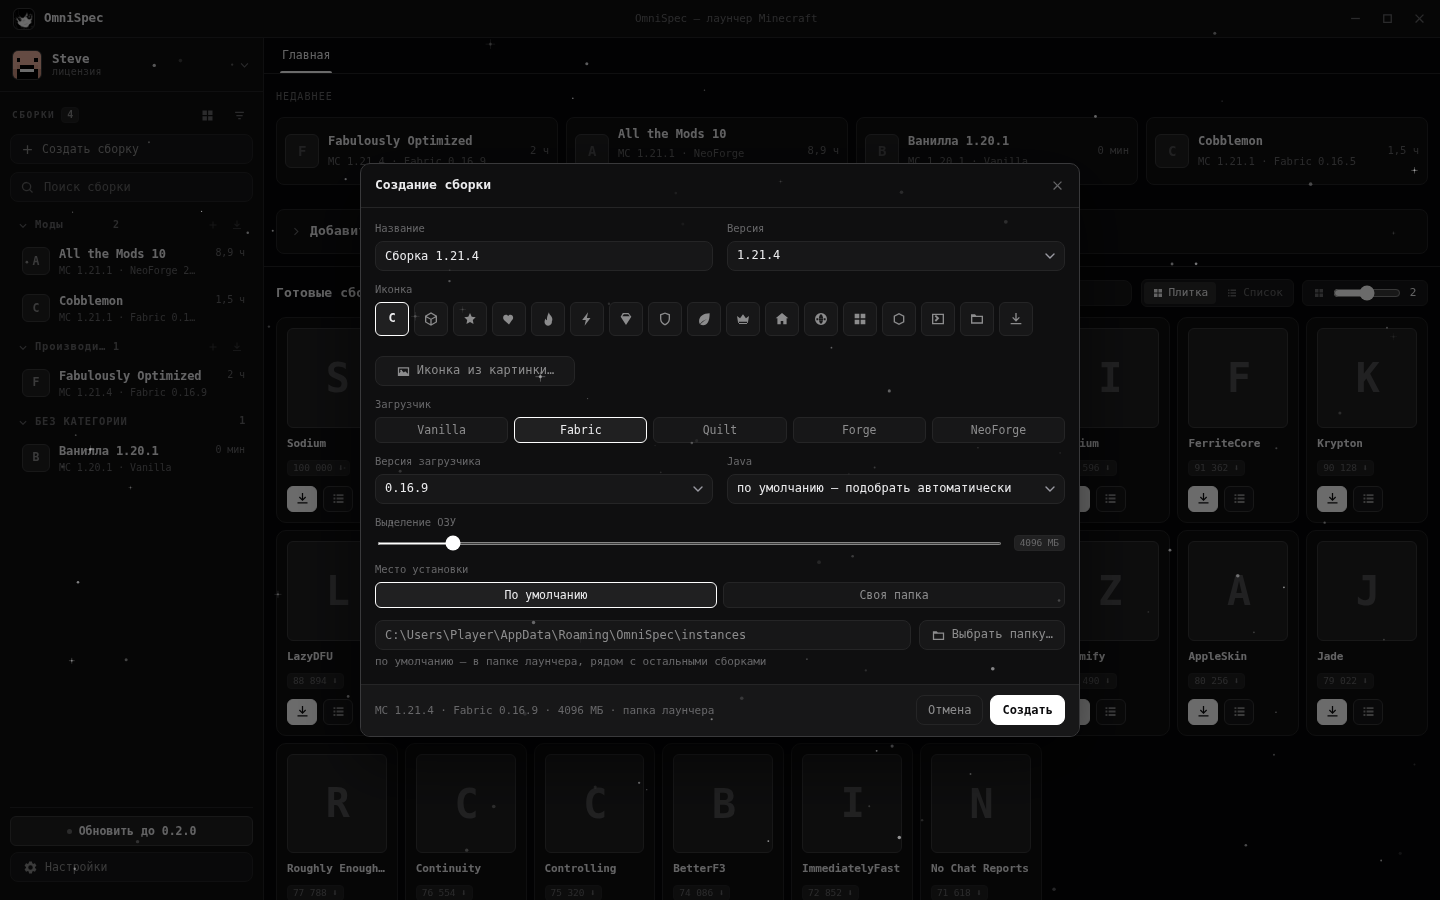 OmniSpec
OmniSpec — лаунчер Minecraft
Steve
лицензия
СБОРКИ 4
Создать сборку
Поиск сборки
Моды 2
A
All the Mods 10
8,9 ч
MC 1.21.1 · NeoForge 2…
C
Cobblemon
1,5 ч
MC 1.21.1 · Fabric 0.1…
Производи… 1
F
Fabulously Optimized
2 ч
MC 1.21.4 · Fabric 0.16.9
БЕЗ КАТЕГОРИИ 1
B
Ванилла 1.20.1
0 мин
MC 1.20.1 · Vanilla
Обновить до 0.2.0
Настройки
Главная
НЕДАВНЕЕ
F
Fabulously Optimized
MC 1.21.4 · Fabric 0.16.9
2 ч
A
All the Mods 10
MC 1.21.1 · NeoForge
8,9 ч
В
Ванилла 1.20.1
MC 1.20.1 · Vanilla
0 мин
C
Cobblemon
MC 1.21.1 · Fabric 0.16.5
1,5 ч
Готовые сбо
Плитка
Список
2
Создание сборки
Название
Версия
Сборка 1.21.4
1.21.4
Иконка
С
Иконка из картинки…
Загрузчик
Vanilla
Fabric
Quilt
Forge
NeoForge
Версия загрузчика
Java
0.16.9
по умолчанию — подобрать автоматически
Выделение ОЗУ
4096 МБ
Место установки
По умолчанию
Своя папка
C:\Users\Player\AppData\Roaming\OmniSpec\instances
Выбрать папку…
по умолчанию — в папке лаунчера, рядом с остальными сборками
MC 1.21.4 · Fabric 0.16.9 · 4096 МБ · папка лаунчера
Отмена
Создать
S
I
F
K
Sodium
ium
FerriteCore
Krypton
100 000
596
91 362
90 128
L
Z
A
J
LazyDFU
mify
AppleSkin
Jade
88 894
490
80 256
79 022
R
C
C
B
I
N
Roughly Enough…
Continuity
Controlling
BetterF3
ImmediatelyFast
No Chat Reports
77 788
76 554
75 320
74 086
72 852
71 618